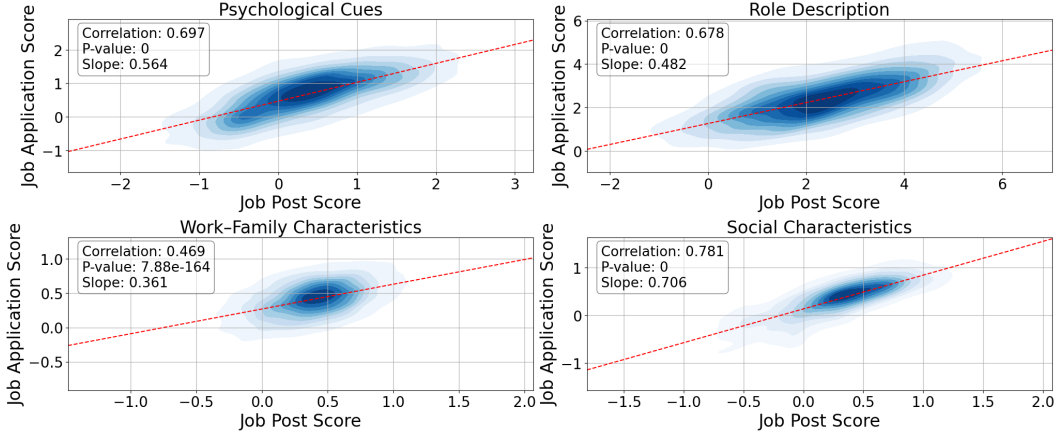 Psychological Cues
Job Application Score
Correlation: 0.697
P-value: 0
Slope: 0.564
2
1
0
−1
−2
−1
0
1
2
3
Job Post Score
Role Description
Job Application Score
Correlation: 0.678
P-value: 0
Slope: 0.482
6
4
2
0
−2
0
2
4
6
Job Post Score
Work–Family Characteristics
Job Application Score
Correlation: 0.469
P-value: 7.88e-164
Slope: 0.361
1.0
0.5
0.0
−0.5
−1.0
−0.5
0.0
0.5
1.0
1.5
2.0
Job Post Score
Social Characteristics
Job Application Score
Correlation: 0.781
P-value: 0
Slope: 0.706
1
0
−1
−1.5
−1.0
−0.5
0.0
0.5
1.0
1.5
2.0
Job Post Score